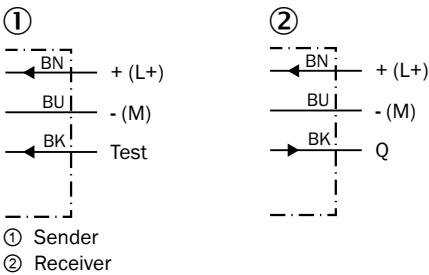 ① ②
BN + (L+) BN + (L+)
BU - (M) BU - (M)
BK Test BK Q
① Sender
② Receiver